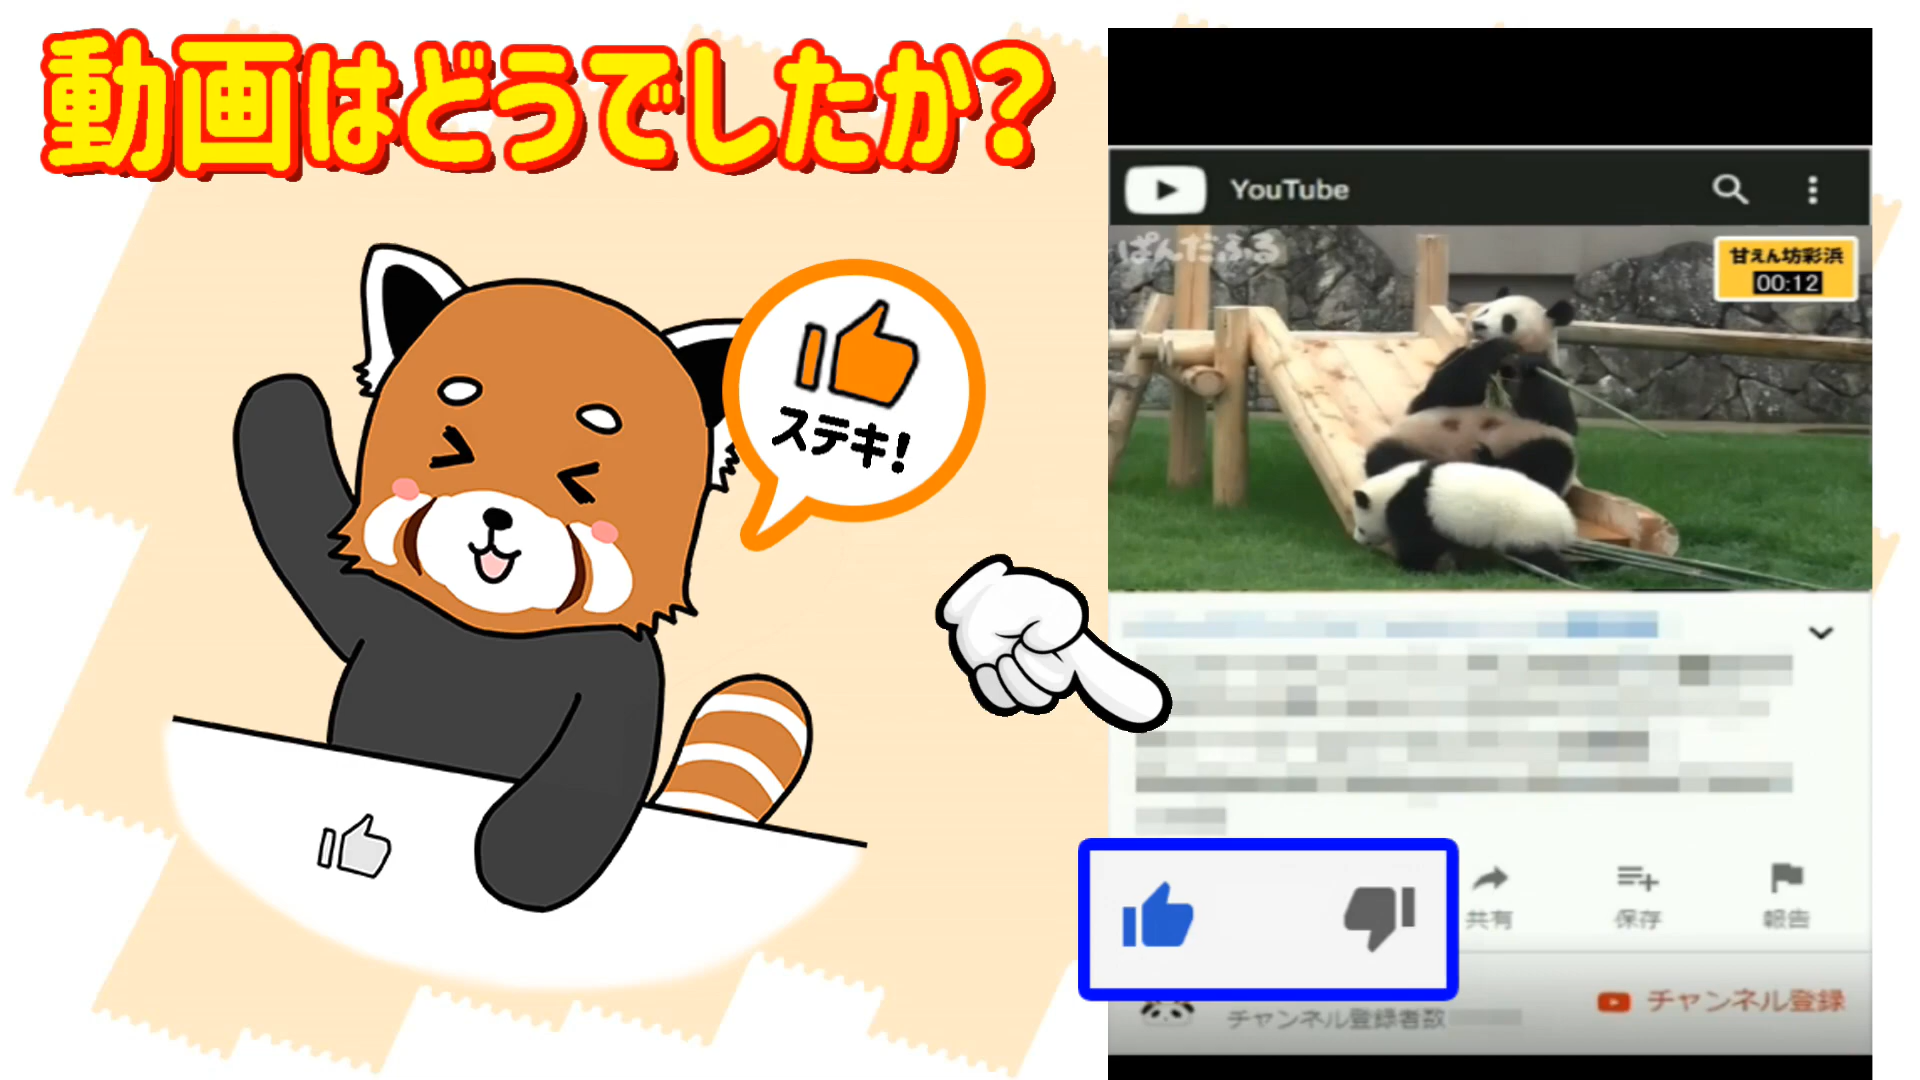 動画はどうでしたか?
ステキ!
YouTube
ぱんだふる
甘えん坊彩浜
00:12
共有
保存
報告
チャンネル登録者数
チャンネル登録